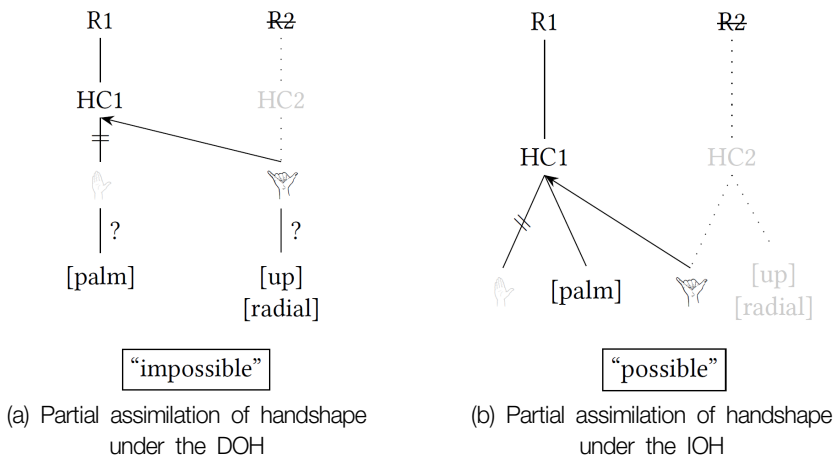 R1 R2 R1 R2
HC1 HC2
HC1 HC2
? ?
[palm] [up]
[radial]
[palm] [up]
[radial]
“impossible” “possible”
(a) Partial assimilation of handshape
under the DOH
(b) Partial assimilation of handshape
under the IOH